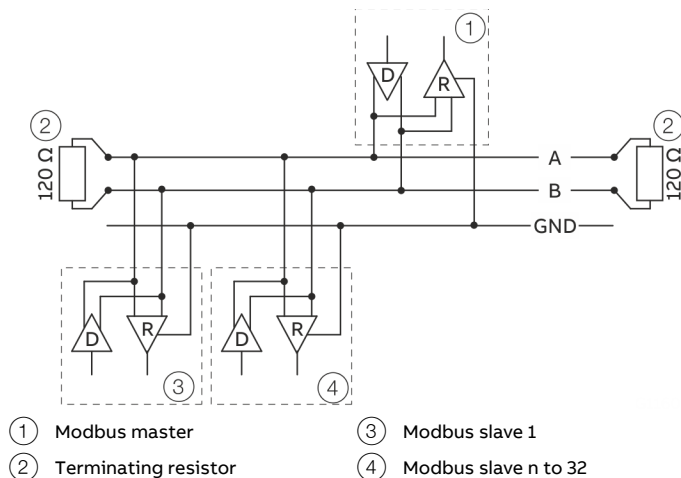 ①
D
R
②
②
120 Ω
120 Ω
A
B
GND
D
R
D
R
③
④
① Modbus master
③ Modbus slave 1
② Terminating resistor
④ Modbus slave n to 32